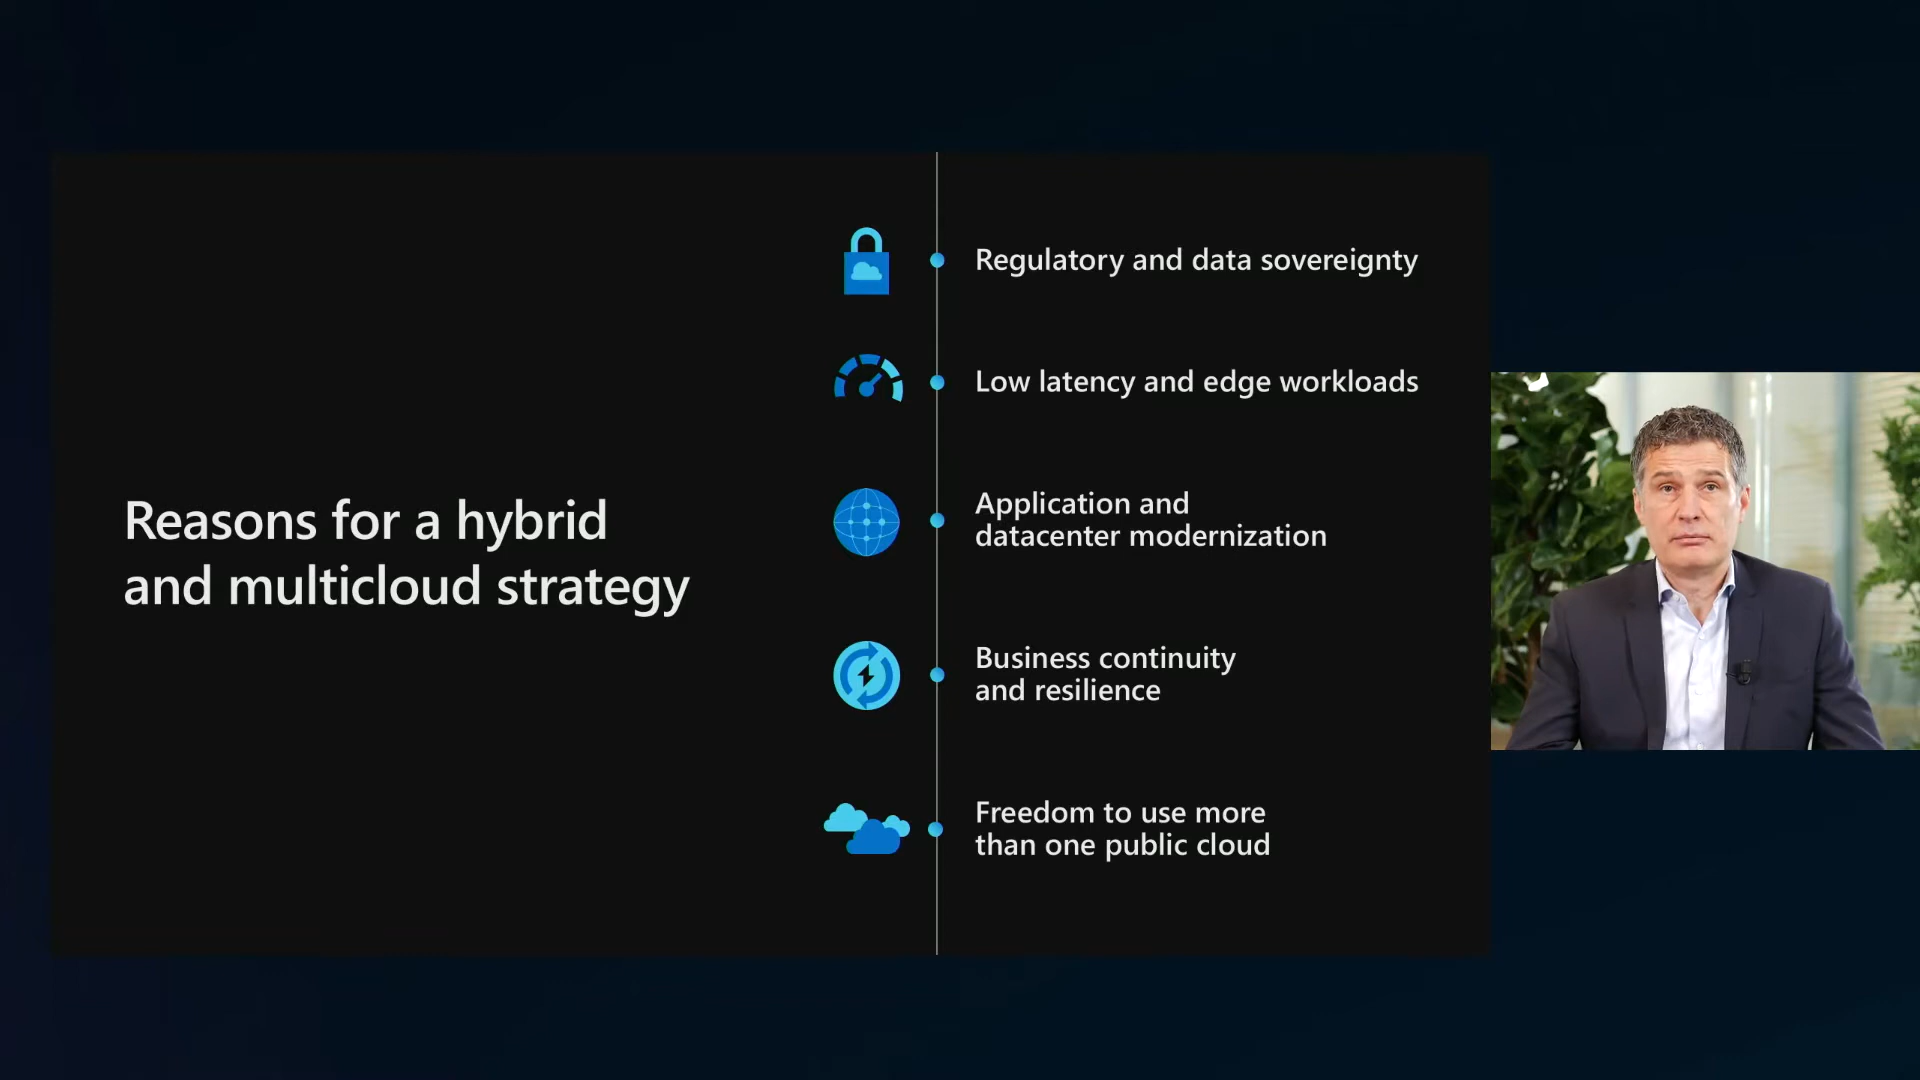 Reasons for a hybrid
and multicloud strategy
Regulatory and data sovereignty
Low latency and edge workloads
Application and
datacenter modernization
Business continuity
and resilience
Freedom to use more
than one public cloud